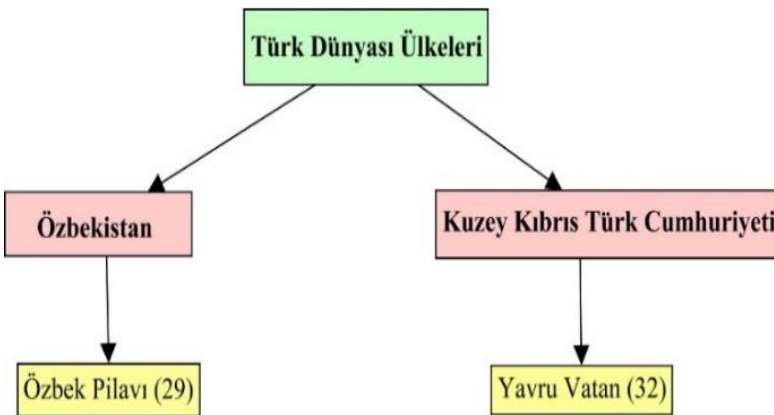 Türk Dünyası Ülkeleri
Özbekistan
Kuzey Kıbrıs Türk Cumhuriyeti
Özbek Pilavı (29)
Yavru Vatan (32)